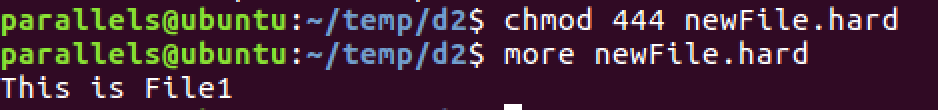 parallels@ubuntu:~/temp/d2$ chmod 444 newFile.hard
parallels@ubuntu:~/temp/d2$ more newFile.hard
This is File1